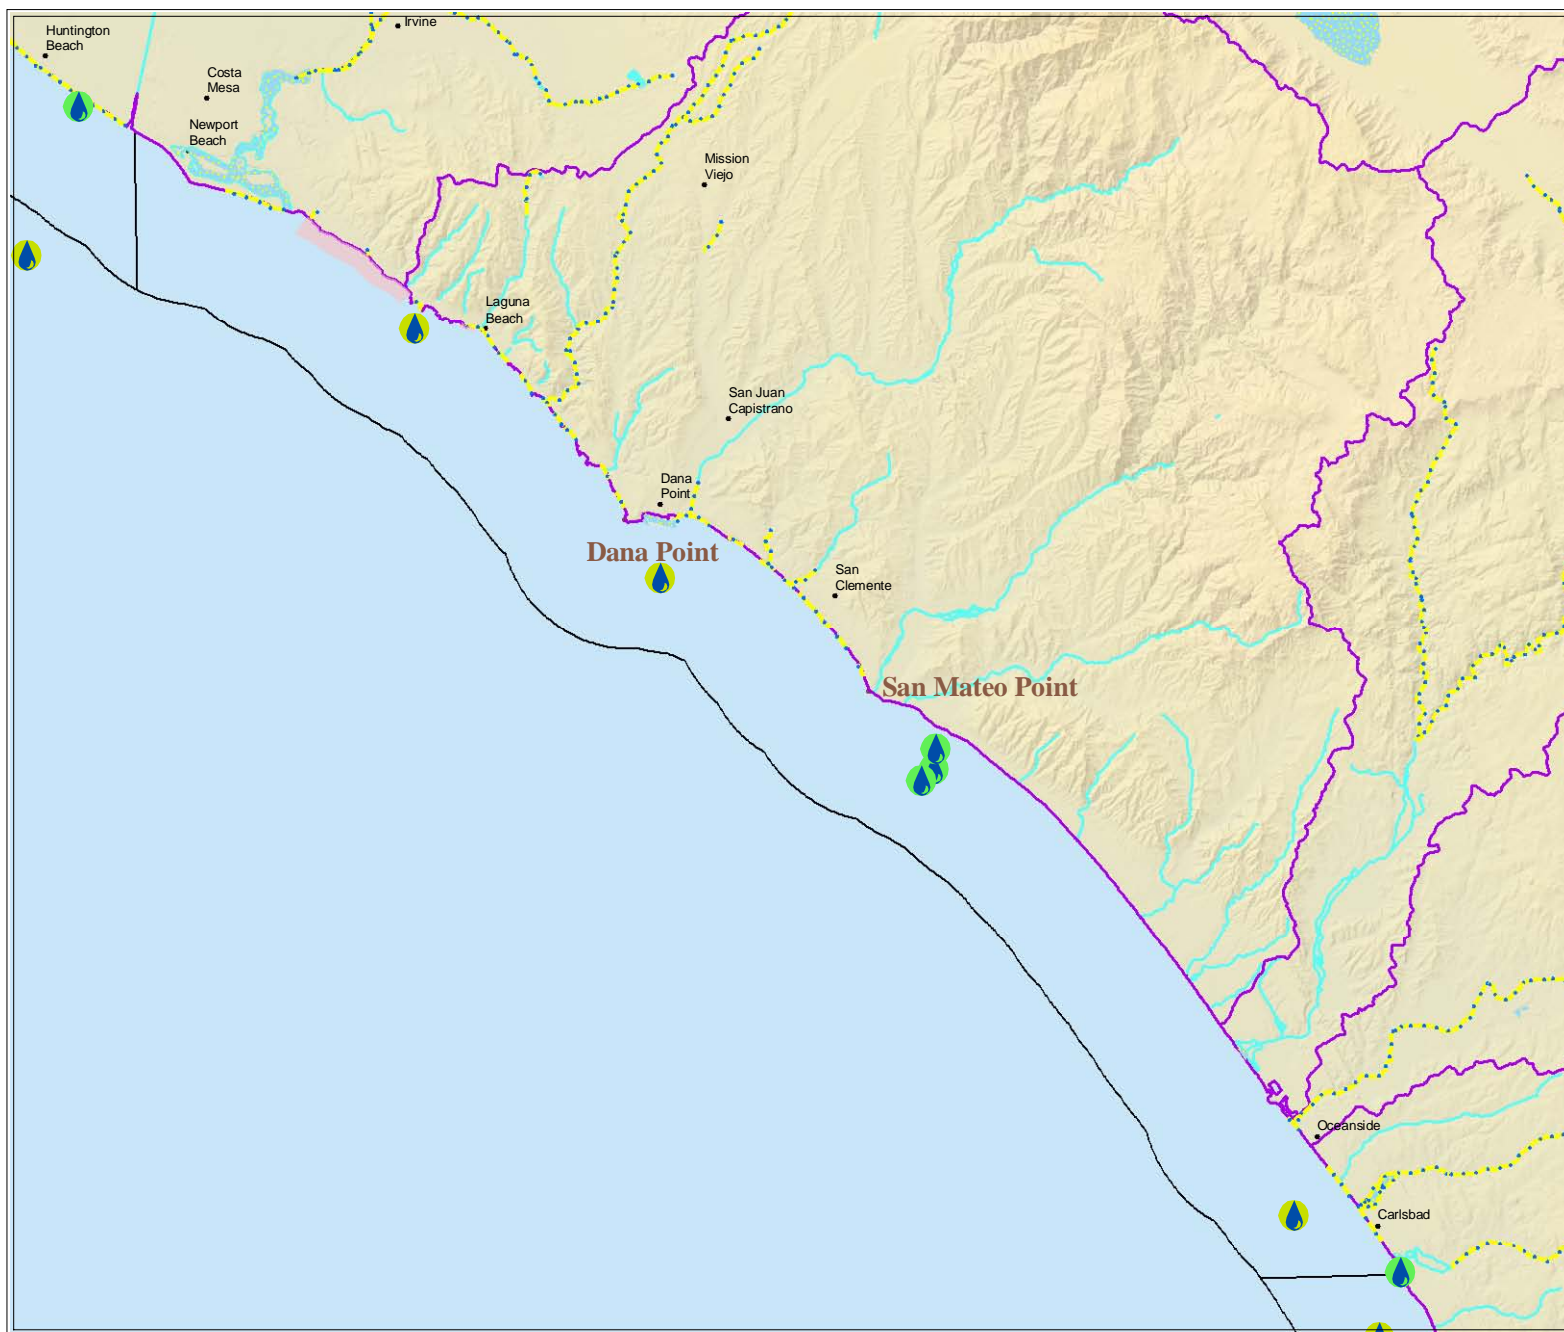 Irvine
Huntington
Beach
Costa
Mesa
Newport
Beach
Mission
Viejo
Laguna
Beach
San Juan
Capistrano
Dana
Point
Dana Point
San
Clemente
San Mateo Point
Oceanside
Carlsbad